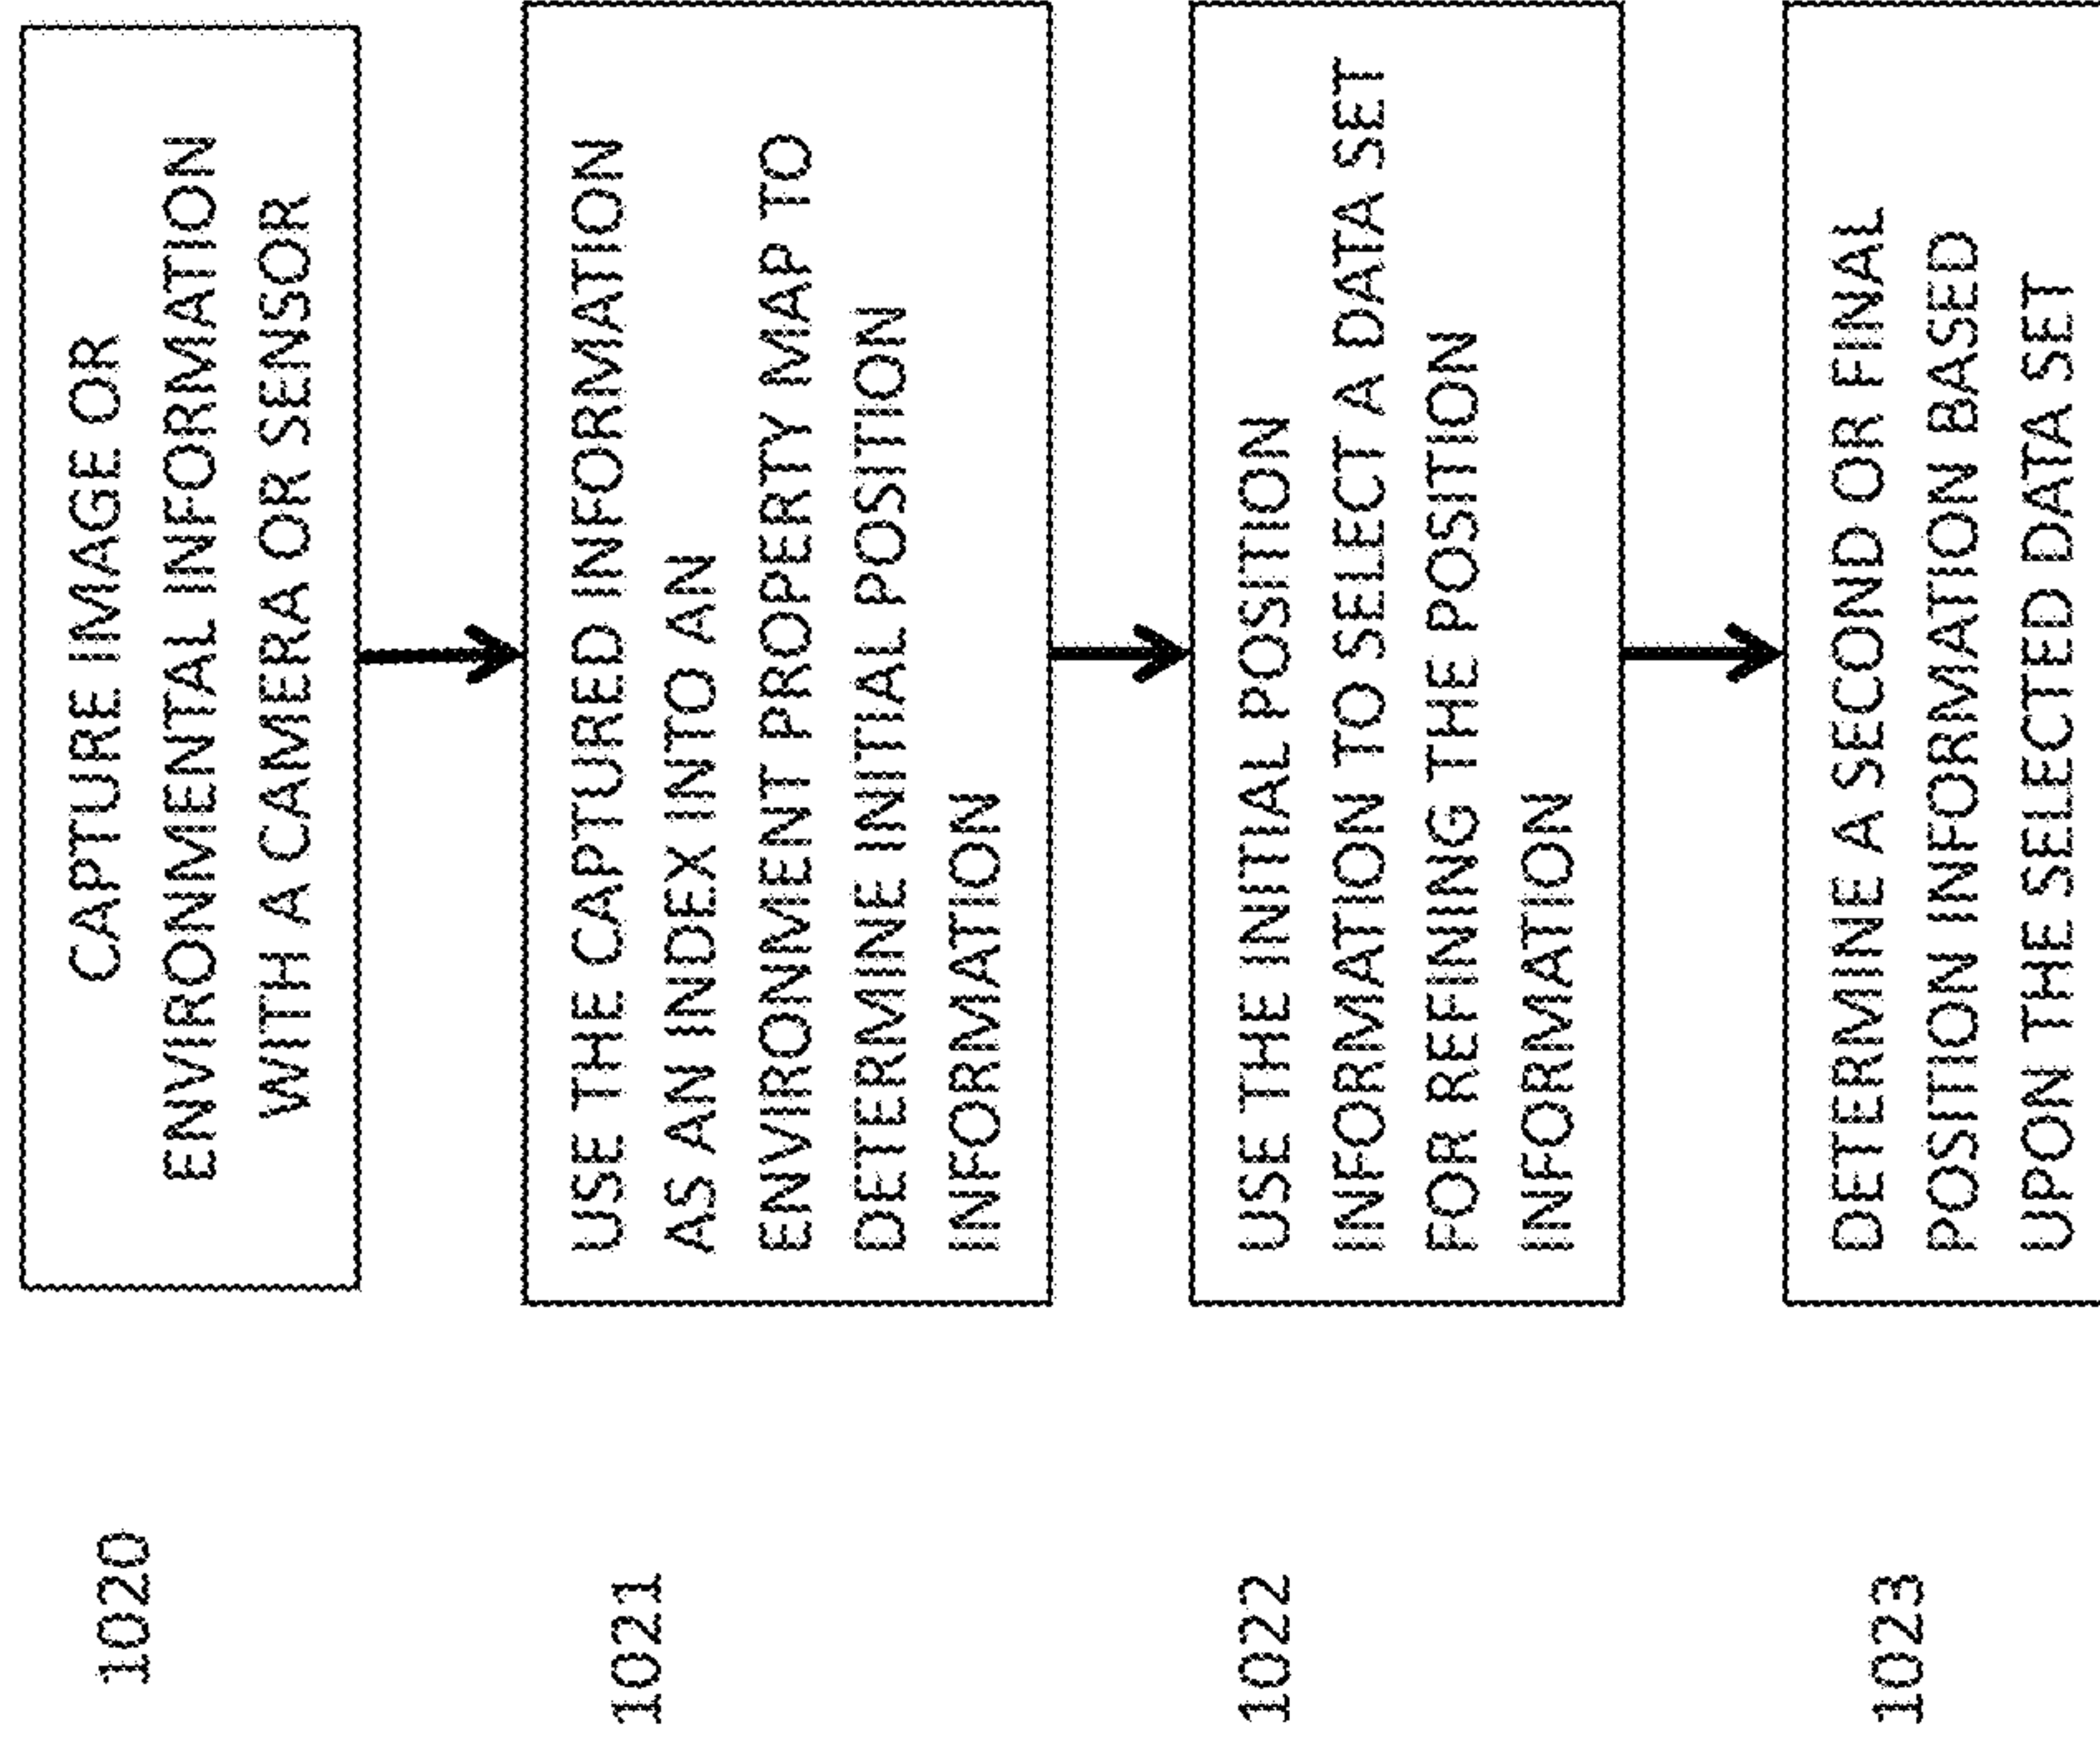 1020
CAPTURE IMAGE OR
ENVIRONMENTAL INFORMATION
WITH A CAMERA OR SENSOR
1021
USE THE CAPTURED INFORMATION
AS AN INDEX INTO AN
ENVIRONMENT PROPERTY MAP TO
DETERMINE INITIAL POSITION
INFORMATION
1022
USE THE INITIAL POSITION
INFORMATION TO SELECT A DATA SET
FOR REFINING THE POSITION
INFORMATION
1023
DETERMINE A SECOND OR FINAL
POSITION INFORMATION BASED
UPON THE SELECTED DATA SET